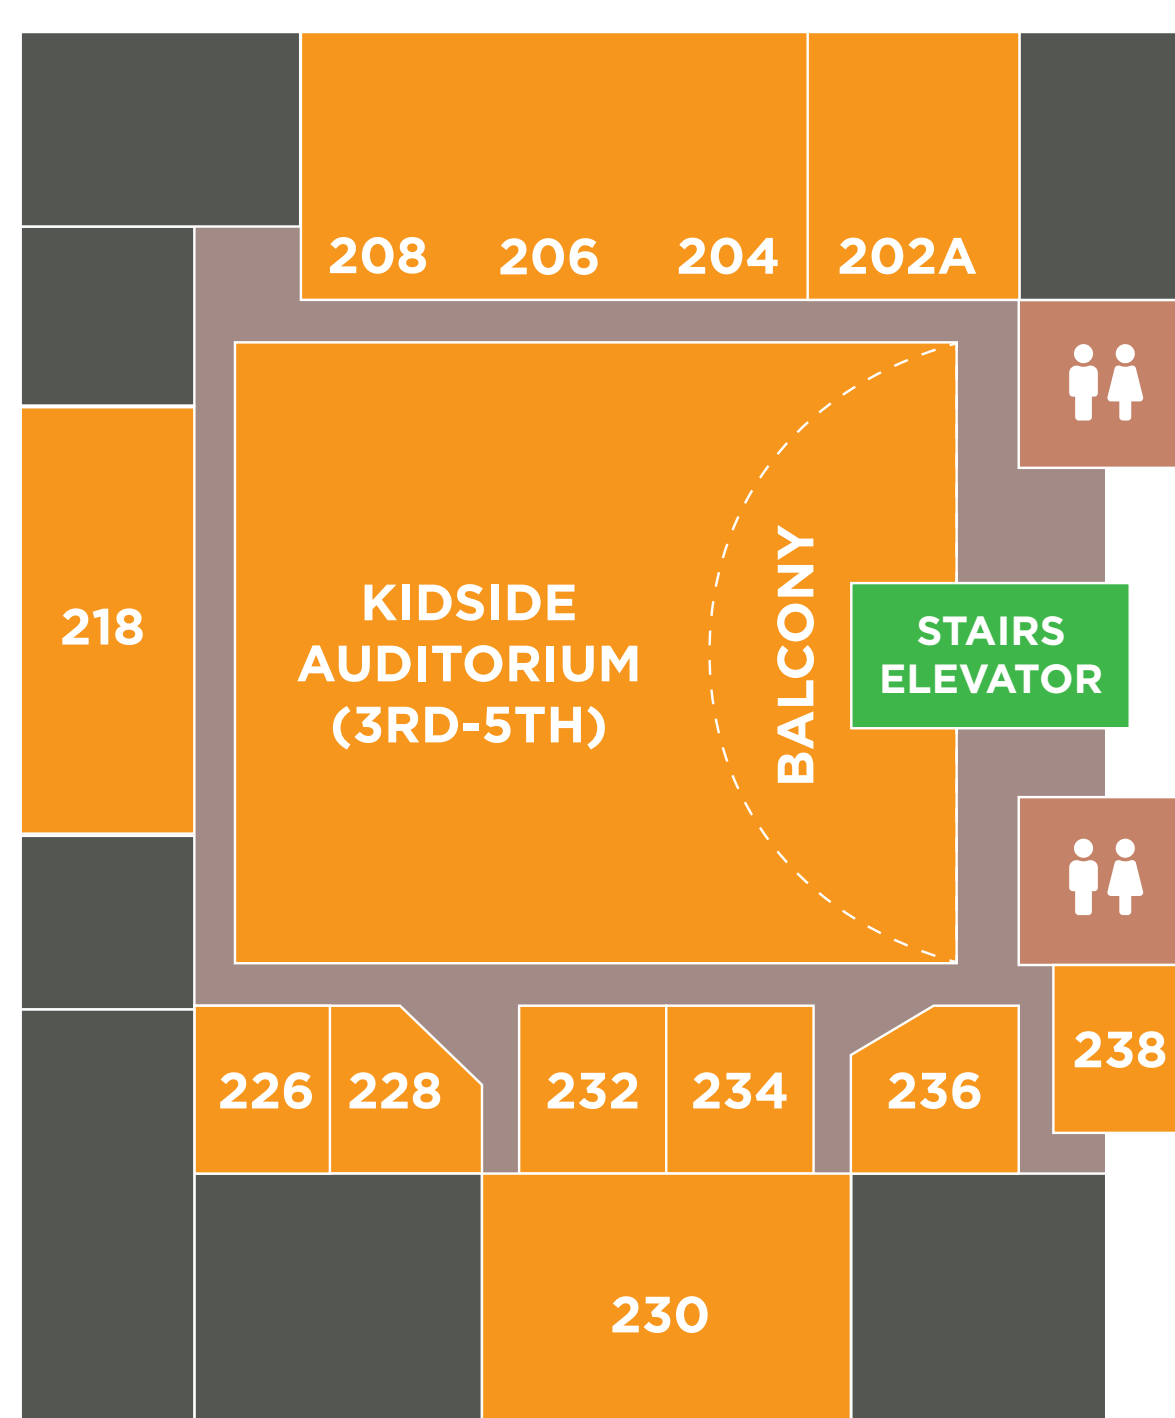 208 206 204 202A
218
KIDSIDE
AUDITORIUM
(3RD-5TH)
BALCONY
STAIRS
ELEVATOR
226 228 232 234 236 238
230